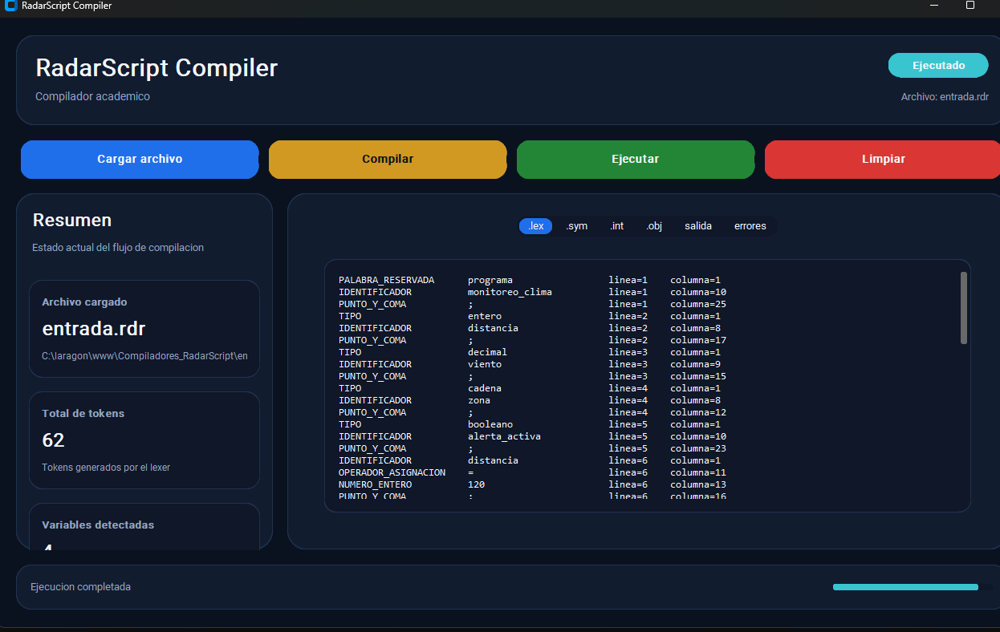 RadarScript Compiler
RadarScript Compiler
Compilador academico
Ejecutado
Archivo: entrada.rdr
Cargar archivo
Compilar
Ejecutar
Limpiar
Resumen
Estado actual del flujo de compilacion
Archivo cargado
entrada.rdr
C:\laragon\www\Compiladores_RadarScript\en
Total de tokens
62
Tokens generados por el lexer
Variables detectadas
4
.lex .sym .int .obj salida errores
PALABRA_RESERVADA programa linea=1 columna=1
IDENTIFICADOR monitoreo_clima linea=1 columna=10
PUNTO_Y_COMA ; linea=1 columna=25
TIPO entero linea=2 columna=1
IDENTIFICADOR distancia linea=2 columna=8
PUNTO_Y_COMA ; linea=2 columna=17
TIPO decimal linea=3 columna=1
IDENTIFICADOR viento linea=3 columna=9
PUNTO_Y_COMA ; linea=3 columna=15
TIPO cadena linea=4 columna=1
IDENTIFICADOR zona linea=4 columna=8
PUNTO_Y_COMA ; linea=4 columna=12
TIPO booleano linea=5 columna=1
IDENTIFICADOR alerta_activa linea=5 columna=10
PUNTO_Y_COMA ; linea=5 columna=23
IDENTIFICADOR distancia linea=6 columna=1
OPERADOR_ASIGNACION = linea=6 columna=11
NUMERO_ENTERO 120 linea=6 columna=13
PUNTO_Y_COMA ; linea=6 columna=16
Ejecucion completada